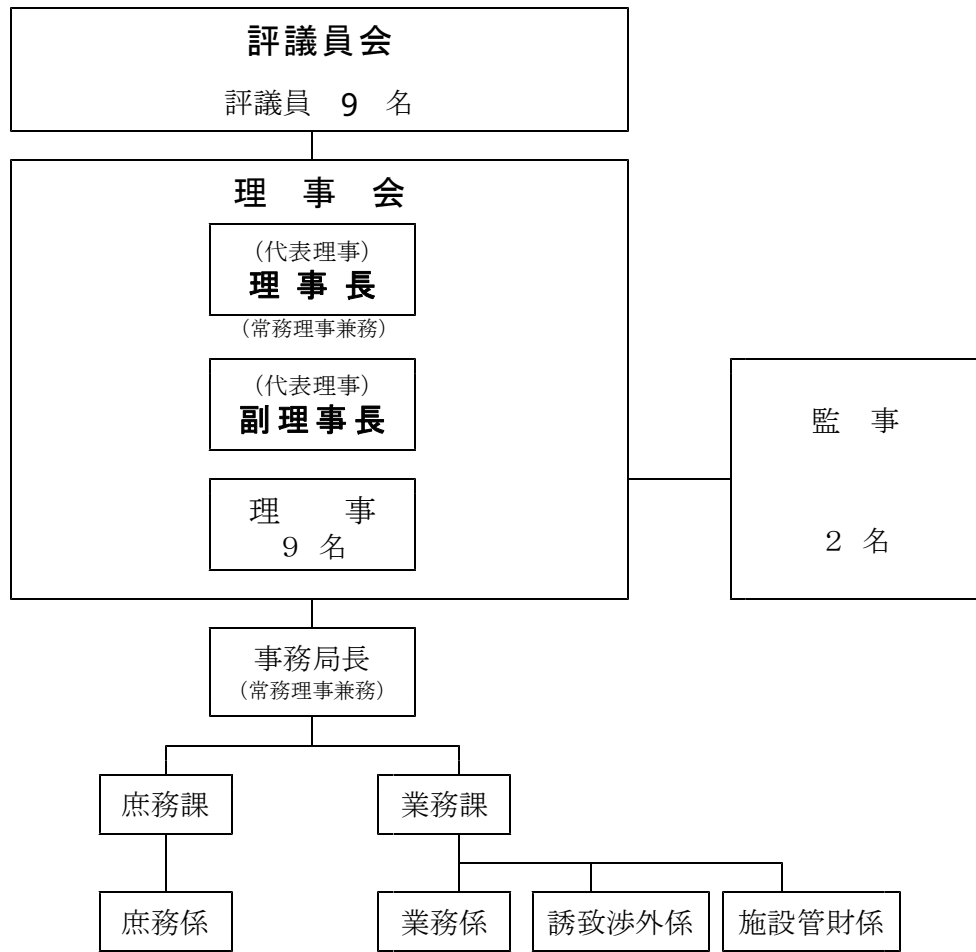 評議員会
評議員 9 名
理 事 会
(代表理事)
理 事 長
(常務理事兼務)
(代表理事)
副理事長
理 事
9 名
監 事
2 名
事務局長
(常務理事兼務)
庶務課 業務課
庶務係 業務係 誘致渉外係 施設管財係